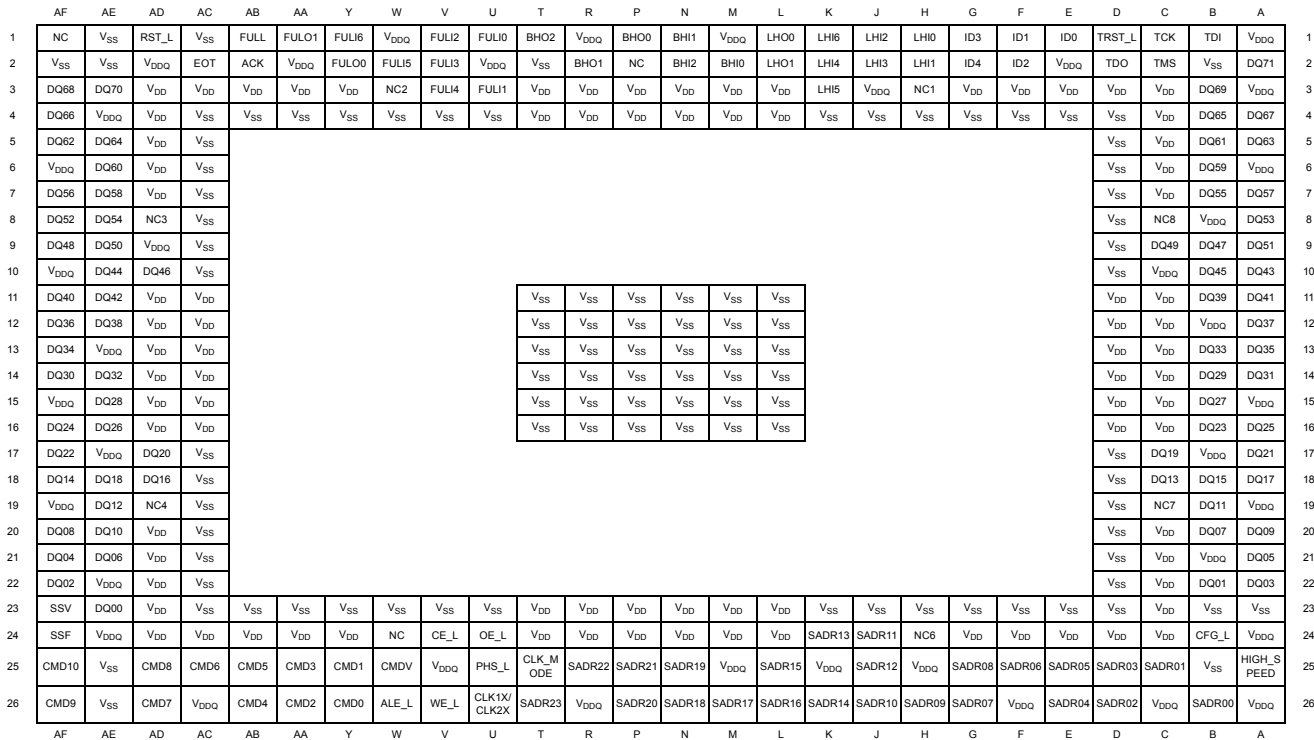 AF AE AD AC AB AA Y W V U T R P N M L K J H G F E D C B A
1 NC VSS RST_L VSS FULL FULO1 FULI6 VDDQ FULI2 FULI0 BHO2 VDDQ BHO0 BHI1 VDDQ LHO0 LHI6 LHI2 LHI0 ID3 ID1 ID0 TRST_L TCK TDI VDDQ 1
2 VSS VSS VDDQ EOT ACK VDDQ FULO0 FULI5 FULI3 VDDQ VSS BHO1 NC BHI2 BHI0 LHO1 LHI4 LHI3 LHI1 ID4 ID2 VDDQ TDO TMS VSS DQ71 2
3 DQ68 DQ70 VDD VDD VDD VDD VDD NC2 FULI4 FULI1 VDD VDD VDD VDD VDD VDD LHI5 VDDQ NC1 VDD VDD VDD VDD VDD DQ69 VDDQ 3
4 DQ66 VDDQ VDD VSS VSS VSS VSS VSS VSS VSS VDD VDD VDD VDD VDD VDD VSS VSS VSS VSS VSS VSS VSS VDD DQ65 DQ67 4
5 DQ62 DQ64 VDD VSS VSS VDD DQ61 DQ63 5
6 VDDQ DQ60 VDD VSS VSS VDD DQ59 VDDQ 6
7 DQ56 DQ58 VDD VSS VSS VDD DQ55 DQ57 7
8 DQ52 DQ54 NC3 VSS VSS NC8 VDDQ DQ53 8
9 DQ48 DQ50 VDDQ VSS VSS DQ49 DQ47 DQ51 9
10 VDDQ DQ44 DQ46 VSS VSS VDDQ DQ45 DQ43 10
11 DQ40 DQ42 VDD VDD VSS VSS VSS VSS VSS VSS VDD VDD DQ39 DQ41 11
12 DQ36 DQ38 VDD VDD VSS VSS VSS VSS VSS VSS VDD VDD VDDQ DQ37 12
13 DQ34 VDDQ VDD VDD VSS VSS VSS VSS VSS VSS VDD VDD DQ33 DQ35 13
14 DQ30 DQ32 VDD VDD VSS VSS VSS VSS VSS VSS VDD VDD DQ29 DQ31 14
15 VDDQ DQ28 VDD VDD VSS VSS VSS VSS VSS VSS VDD VDD DQ27 VDDQ 15
16 DQ24 DQ26 VDD VDD VSS VSS VSS VSS VSS VSS VDD VDD DQ23 DQ25 16
17 DQ22 VDDQ DQ20 VSS VSS DQ19 VDDQ DQ21 17
18 DQ14 DQ18 DQ16 VSS VSS DQ13 DQ15 DQ17 18
19 VDDQ DQ12 NC4 VSS VSS NC7 DQ11 VDDQ 19
20 DQ08 DQ10 VDD VSS VSS VDD DQ07 DQ09 20
21 DQ04 DQ06 VDD VSS VSS VDD VDDQ DQ05 21
22 DQ02 VDDQ VDD VSS VSS VDD DQ01 DQ03 22
23 SSV DQ00 VDD VSS VSS VSS VSS VSS VSS VSS VDD VDD VDD VDD VDD VDD VSS VSS VSS VSS VSS VSS VSS VDD VSS VSS 23
24 SSF VDDQ VDD VDD VDD VDD VDD NC CE_L OE_L VDD VDD VDD VDD VDD VDD SADR13 SADR11 NC6 VDD VDD VDD VDD VDD CFG_L VDDQ 24
25 CMD10 VSS CMD8 CMD6 CMD5 CMD3 CMD1 CMDV VDDQ PHS_L CLK_MODE SADR22 SADR21 SADR19 VDDQ SADR15 VDDQ SADR12 VDDQ SADR08 SADR06 SADR05 SADR03 SADR01 VSS HIGH_SPEED 25
26 CMD9 VSS CMD7 VDDQ CMD4 CMD2 CMD0 ALE_L WE_L CLK1X/CLK2X SADR23 VDDQ SADR20 SADR18 SADR17 SADR16 SADR14 SADR10 SADR09 SADR07 VDDQ SADR04 SADR02 VDDQ SADR00 VDDQ 26
AF AE AD AC AB AA Y W V U T R P N M L K J H G F E D C B A